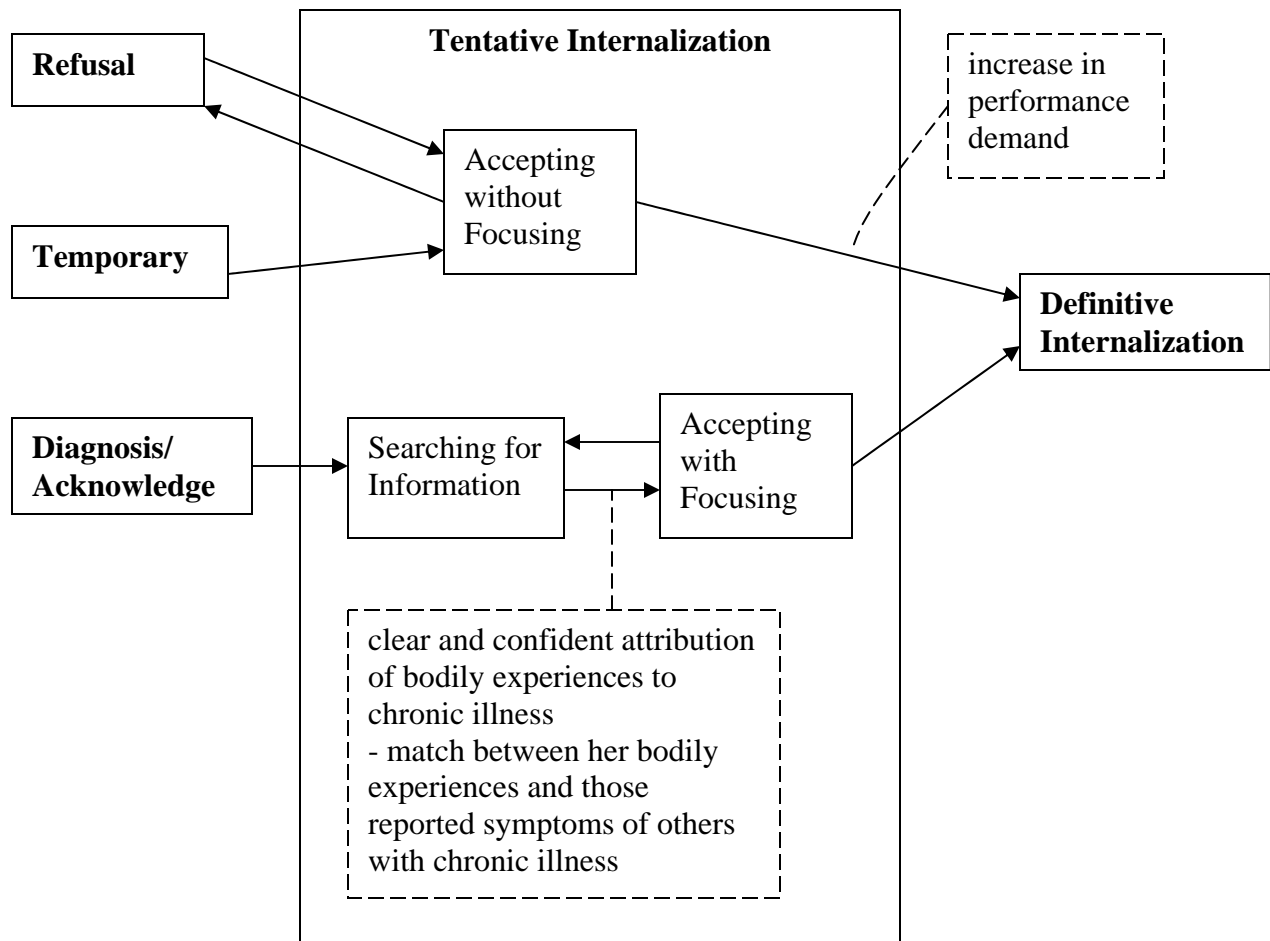 Tentative Internalization
Refusal
increase in
performance
demand
Accepting
without
Focusing
Temporary
Definitive
Internalization
Diagnosis/
Acknowledge
Searching for
Information
Accepting
with
Focusing
clear and confident attribution
of bodily experiences to
chronic illness
- match between her bodily
experiences and those
reported symptoms of others
with chronic illness